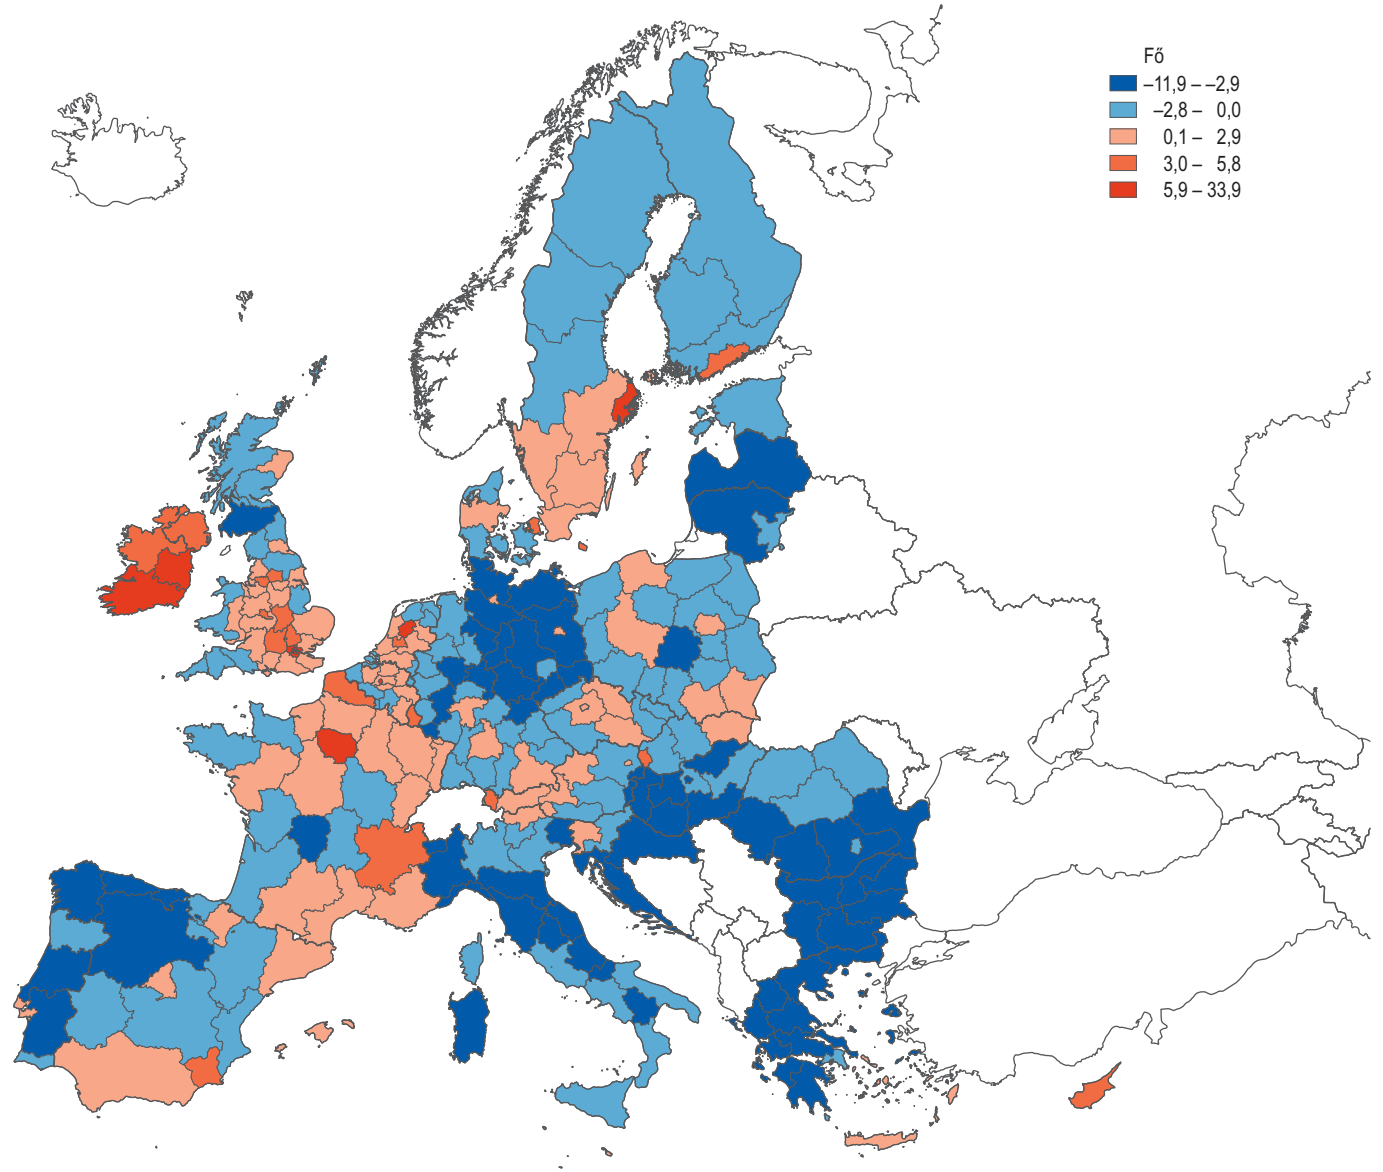 Fő
–11,9 – –2,9
–2,8 – 0,0
0,1 – 2,9
3,0 – 5,8
5,9 – 33,9